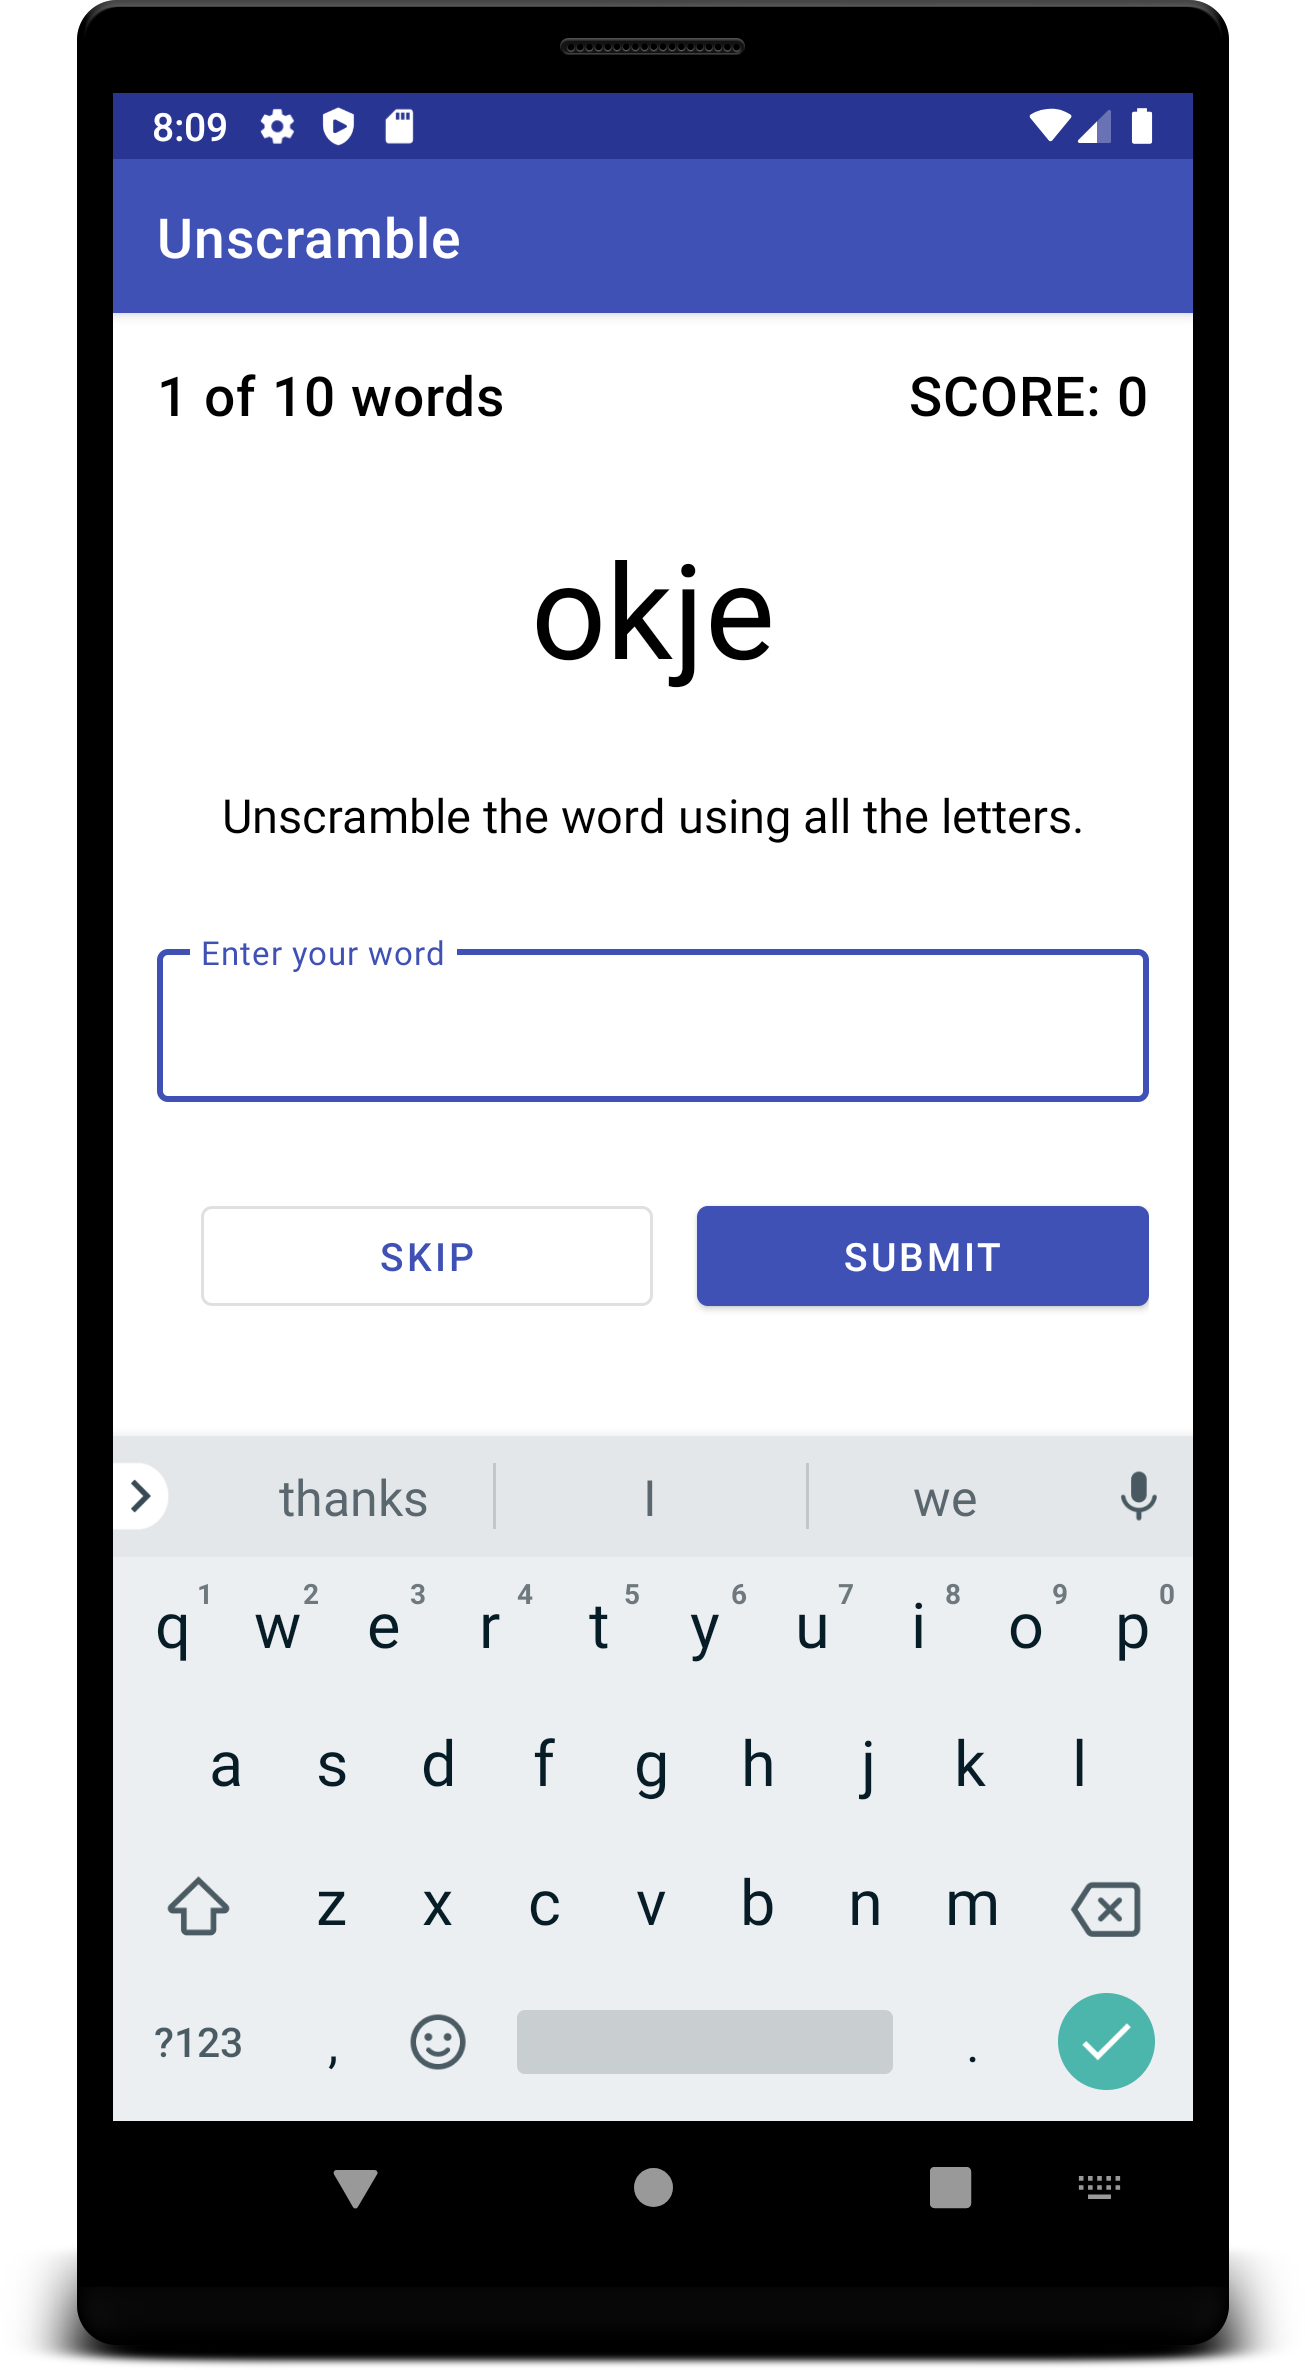 8:09
Unscramble
1 of 10 words SCORE: 0
okje
Unscramble the word using all the letters.
Enter your word
SKIP SUBMIT
thanks I we
1 2 3 4 5 6 7 8 9 0
q w e r t y u i o p
a s d f g h j k l
z x c v b n m
?123 , .